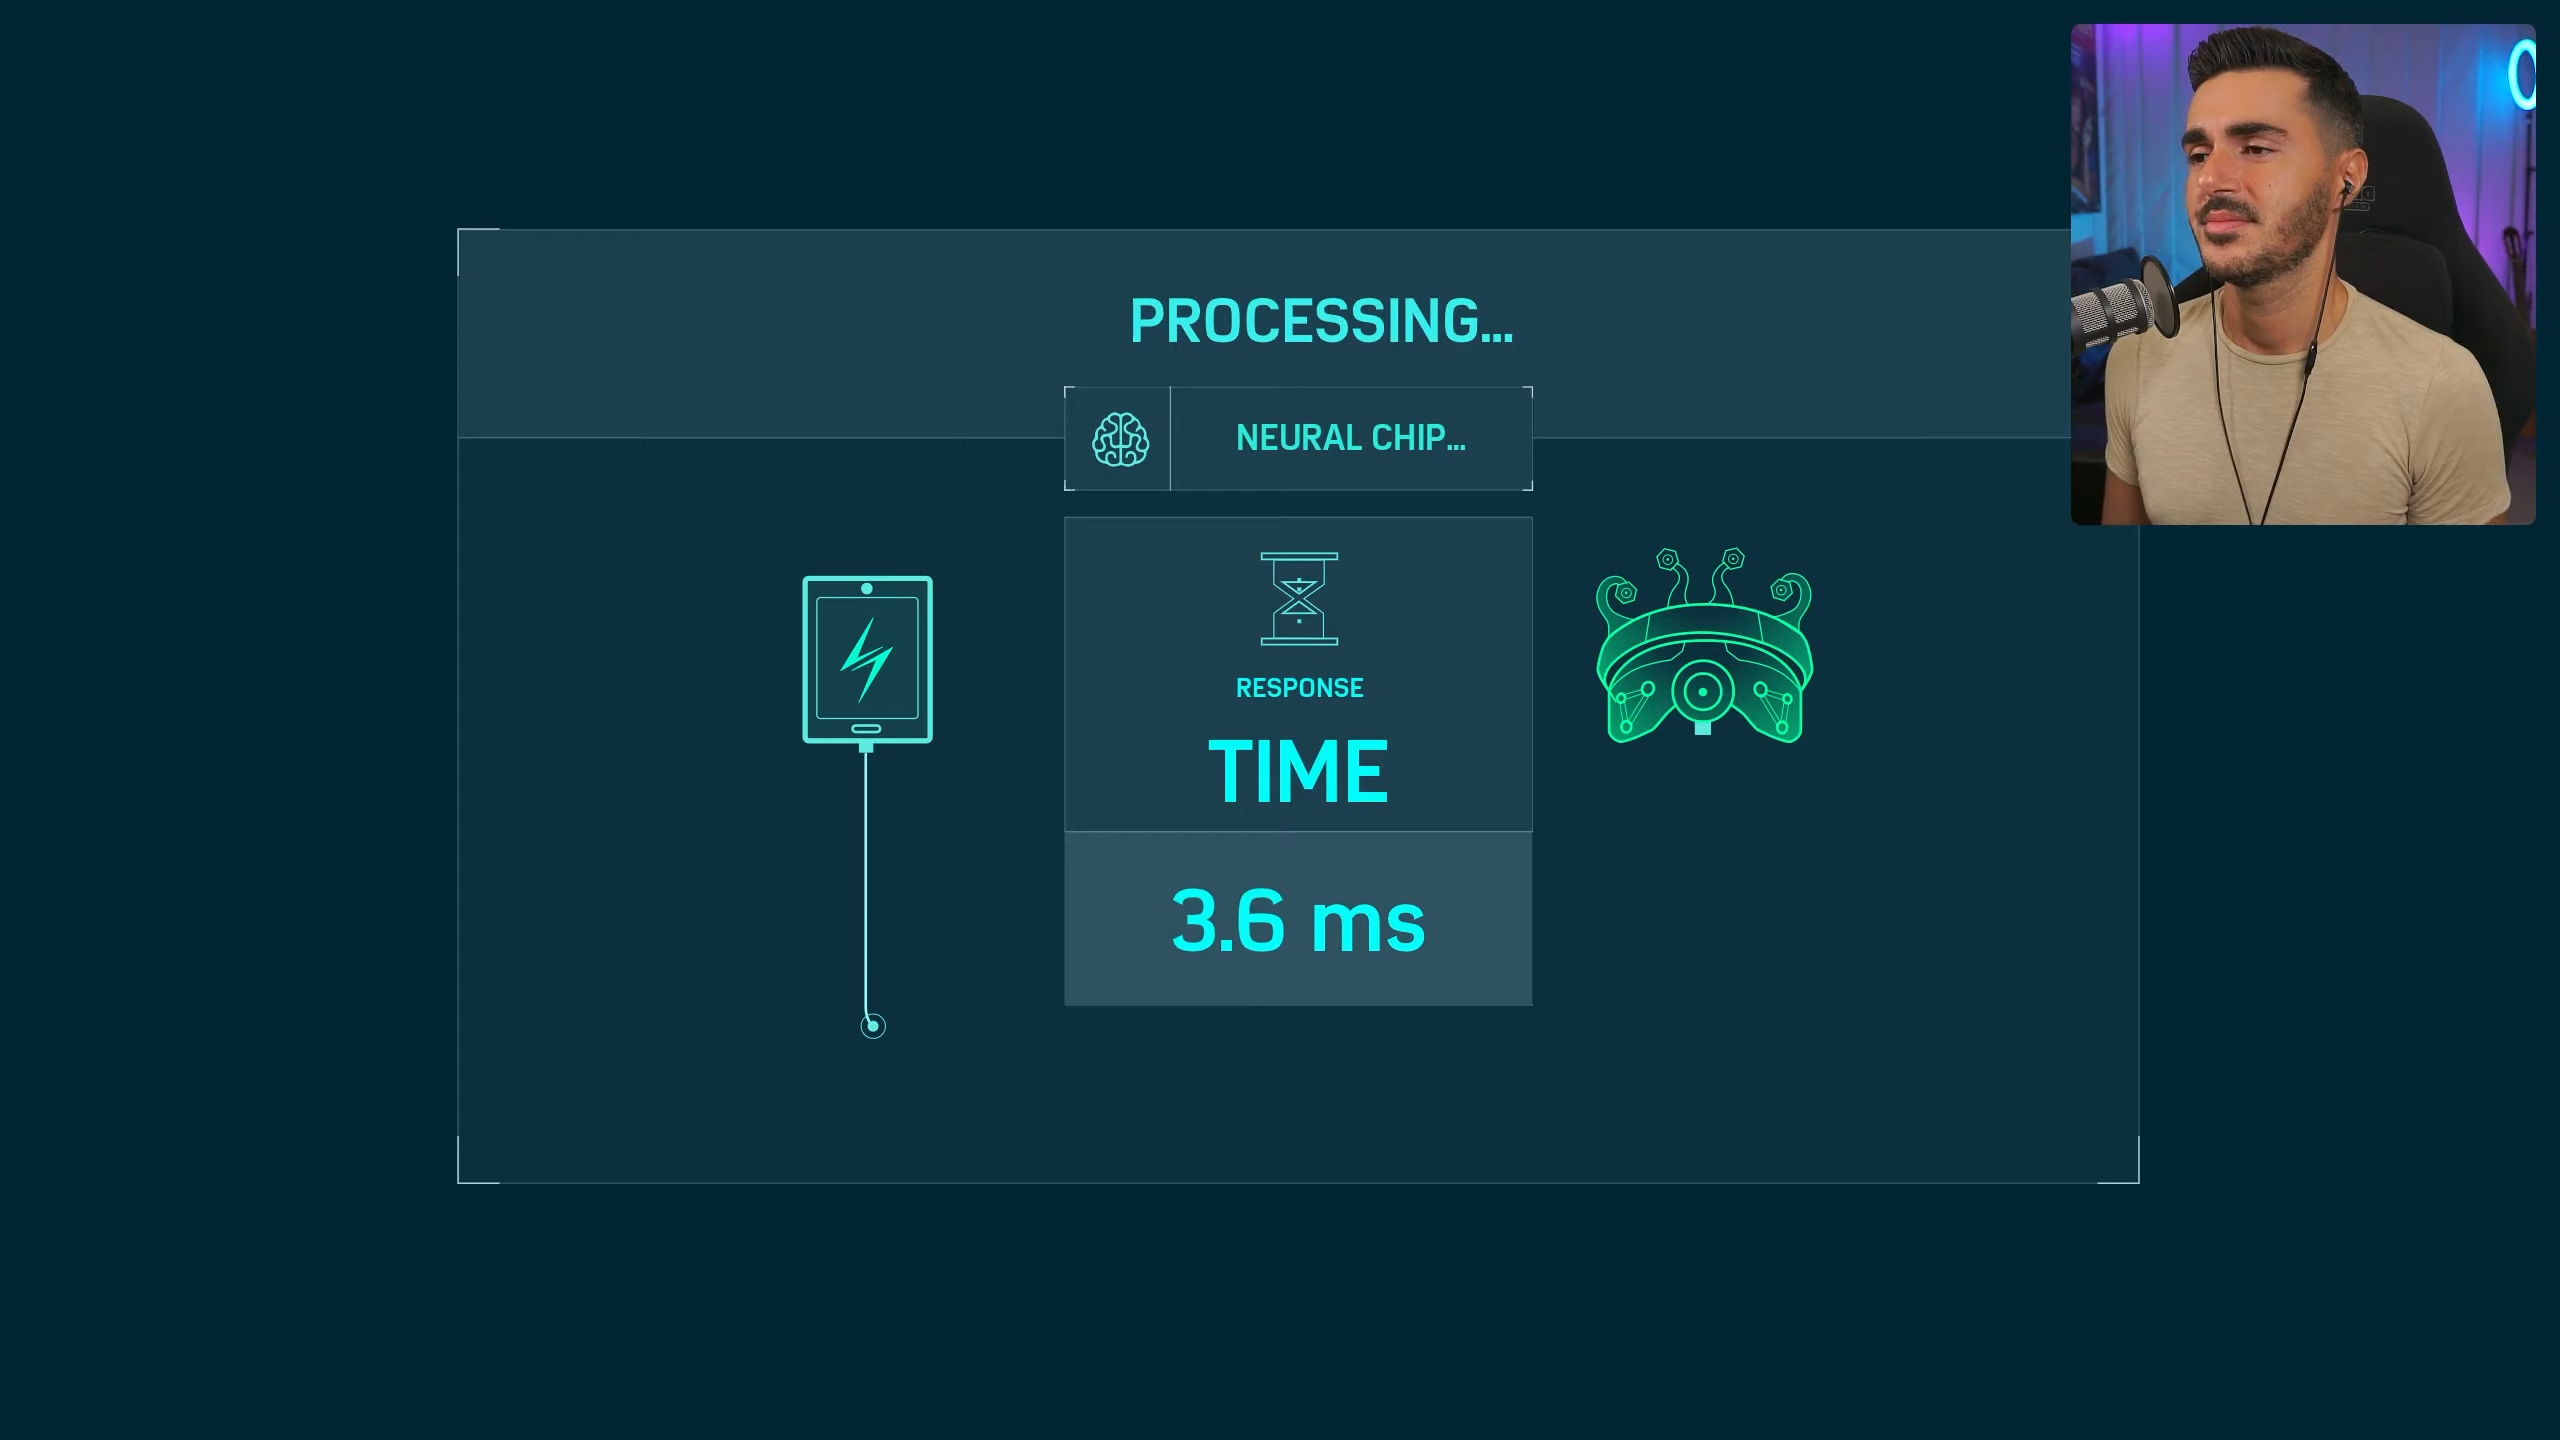 PROCESSING...
NEURAL CHIP...
RESPONSE
TIME
3.6 ms